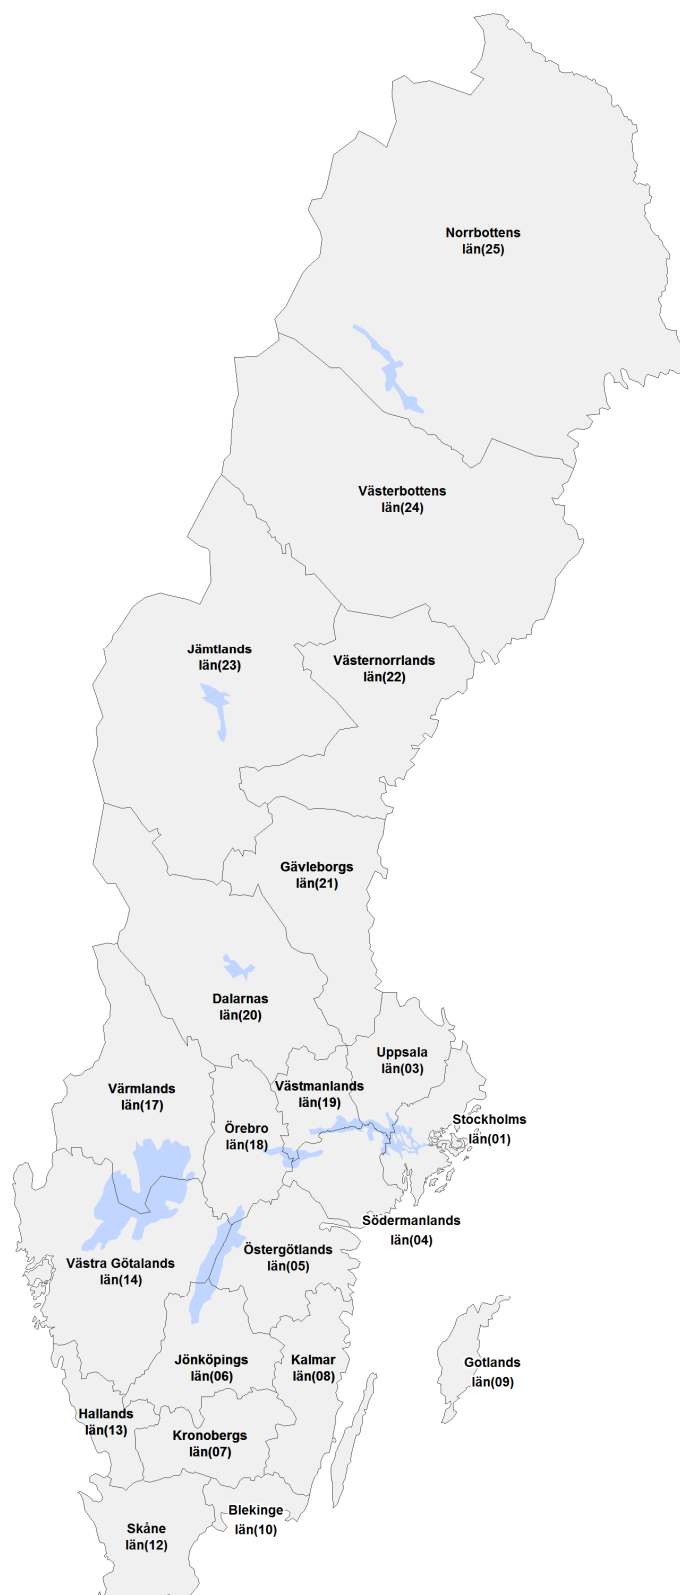 Norrbottens
län(25)
Västerbottens
län(24)
Jämtlands
län(23)
Västernorrlands
län(22)
Gävleborgs
län(21)
Dalarnas
län(20)
Uppsala
län(03)
Värmlands
län(17)
Västmanlands
län(19)
Örebro
län(18)
Stockholms
län(01)
Södermanlands
län(04)
Västra Götalands
län(14)
Östergötlands
län(05)
Jönköpings
län(06)
Kalmar
län(08)
Gotlands
län(09)
Hallands
län(13)
Kronobergs
län(07)
Blekinge
län(10)
Skåne
län(12)